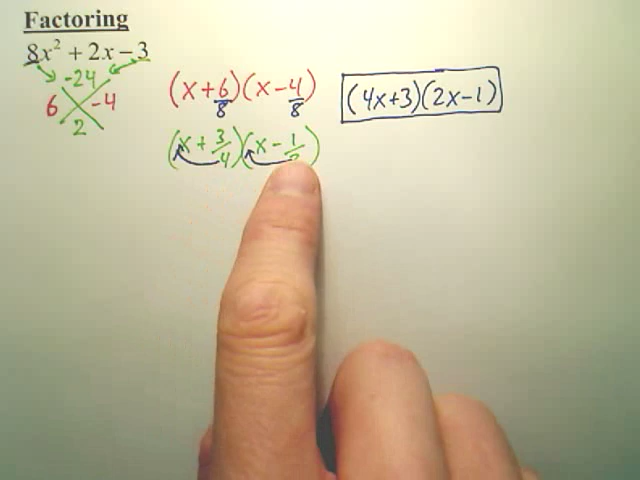 Factoring
8x² + 2x - 3
-24
6 -4
2
(x + 6/8)(x - 4/8)
(x + 3/4)(x - 1/
(4x+3)(2x-1)